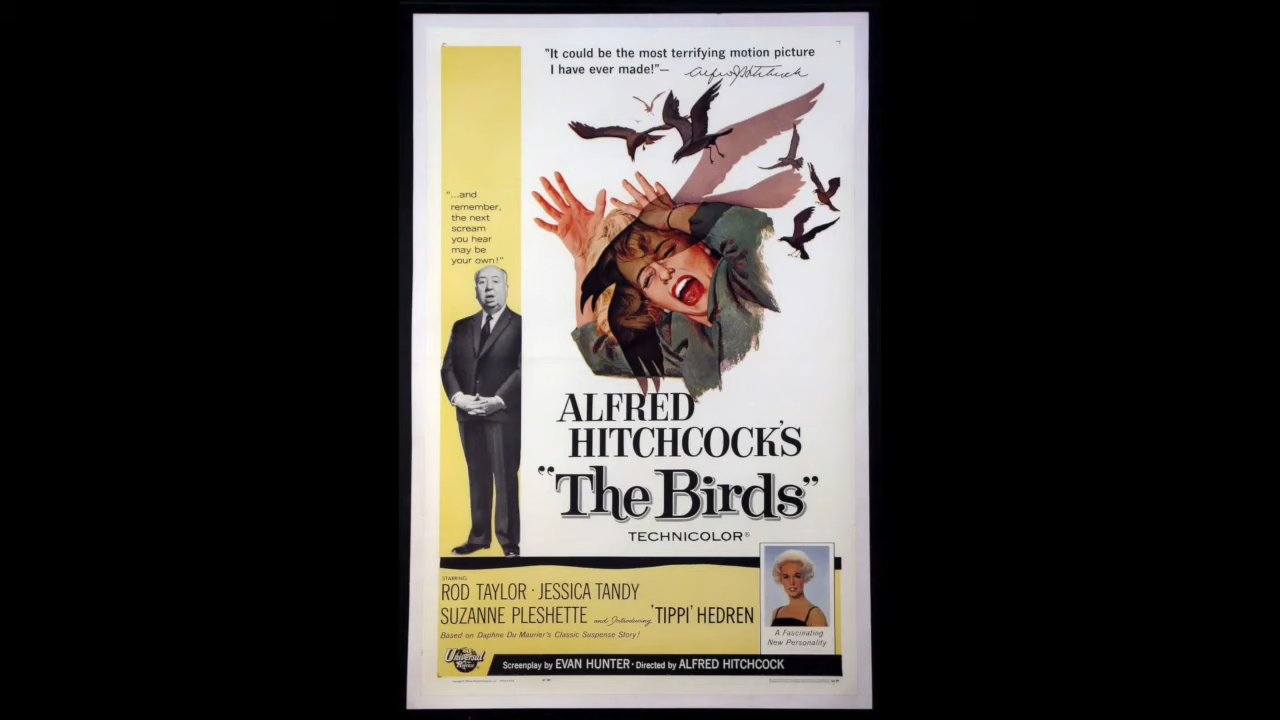 "It could be the most terrifying motion picture
I have ever made!"—
Alfred J Hitchcock
"...and
remember,
the next
scream
you hear
may be
your own!"
ALFRED
HITCHCOCK'S
"The Birds"
TECHNICOLOR®
STARRING
ROD TAYLOR · JESSICA TANDY
SUZANNE PLESHETTE and Introducing 'TIPPI' HEDREN
Based on Daphne Du Maurier's Classic Suspense Story!
A Fascinating
New Personality
Universal
Release
Screenplay by EVAN HUNTER · Directed by ALFRED HITCHCOCK